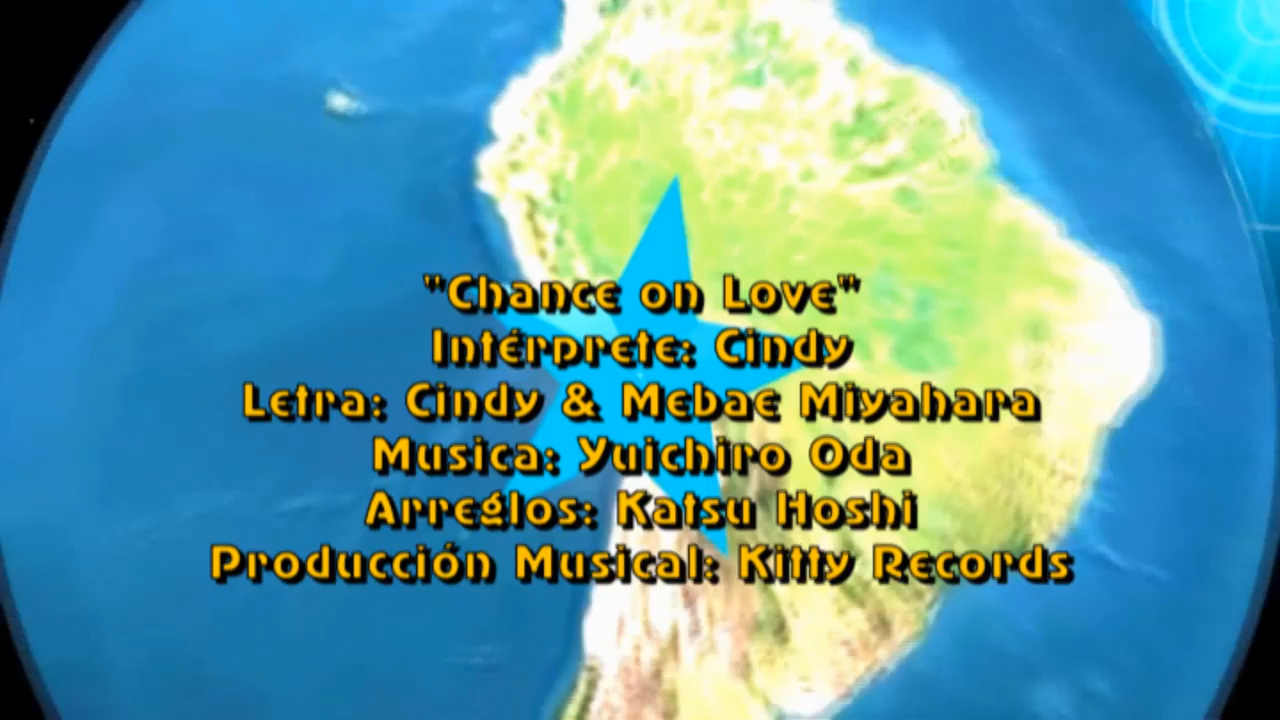 "Chance on Love"
Intérprete: Cindy
Letra: Cindy & Mebae Miyahara
Musica: Yuichiro Oda
Arreglos: Katsu Hoshi
Producción Musical: Kitty Records